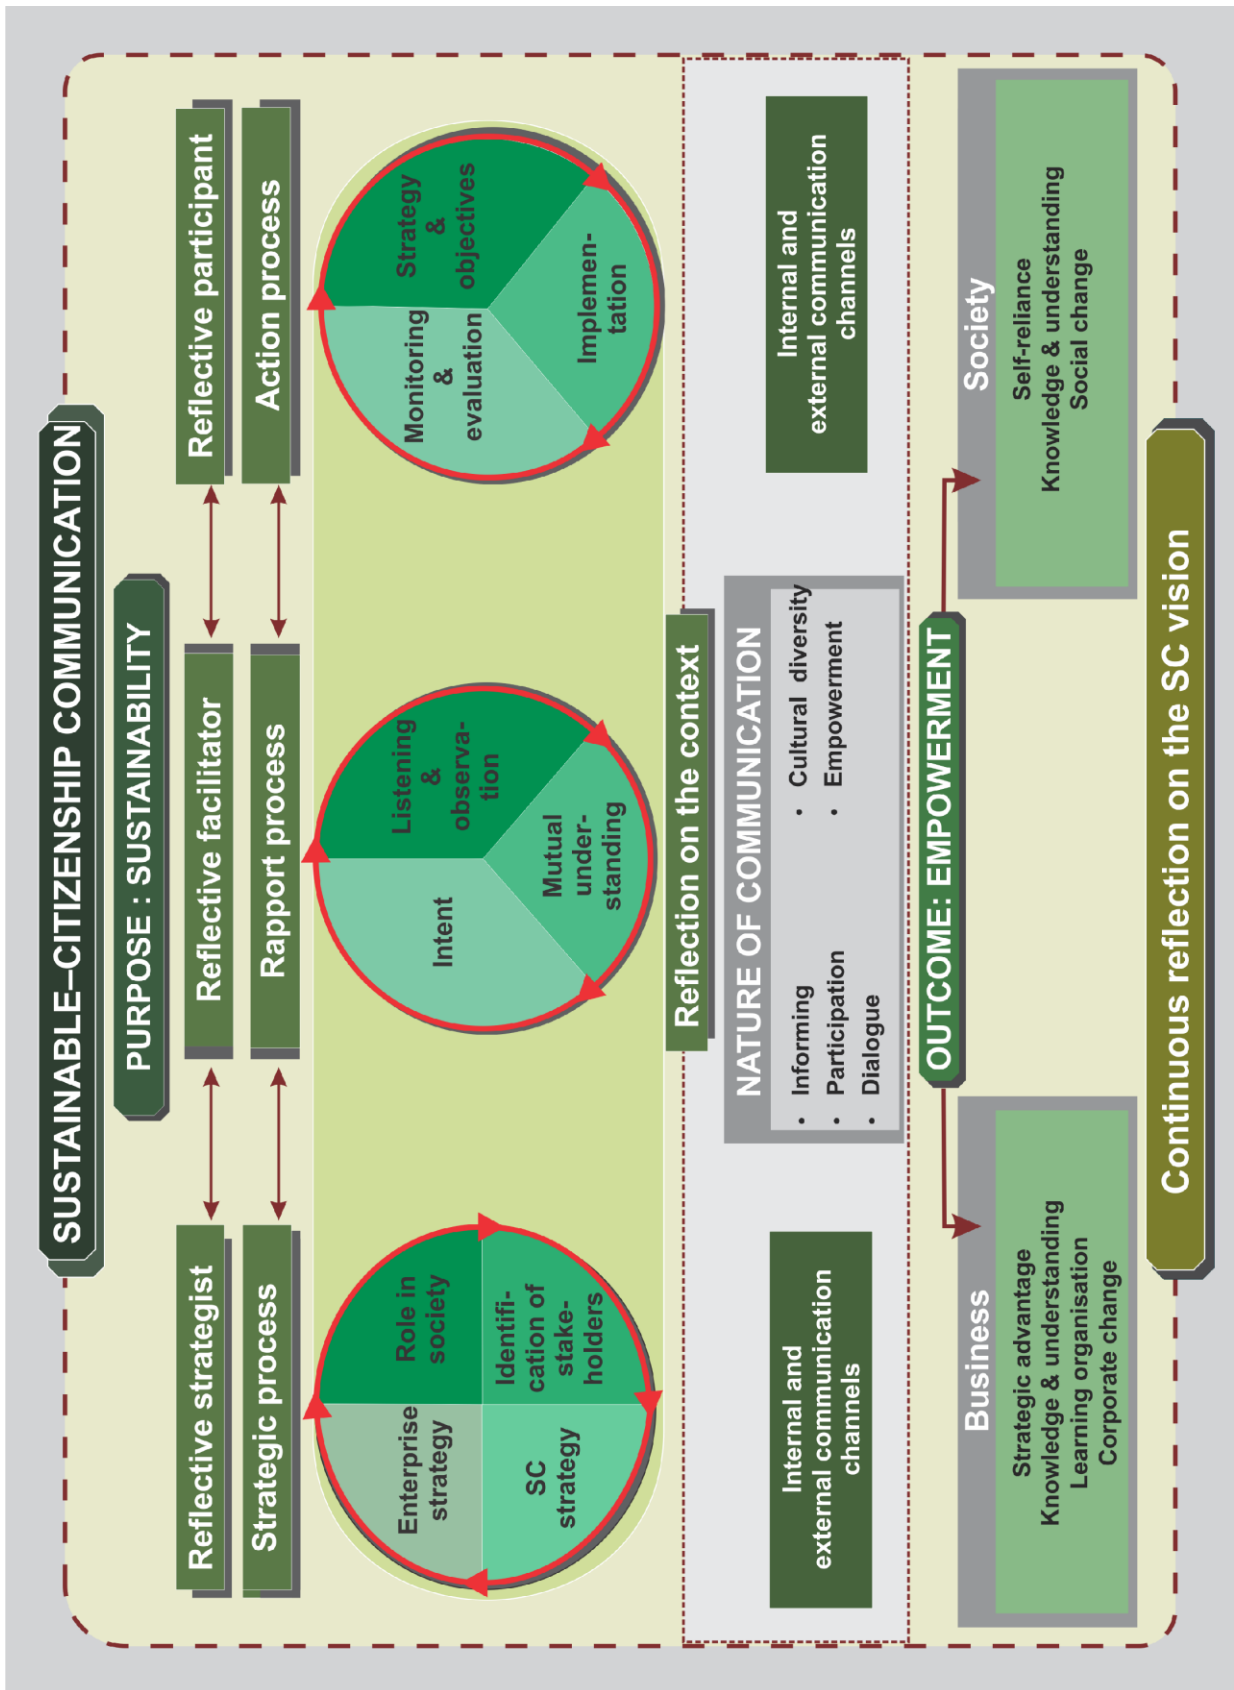 SUSTAINABLE–CITIZENSHIP COMMUNICATION
PURPOSE : SUSTAINABILITY
Reflective strategist
Reflective facilitator
Reflective participant
Strategic process
Rapport process
Action process
Enterprise
strategy
Role in
society
SC
strategy
Identifi-
cation of
stake-
holders
Intent
Listening
&
observa-
tion
Mutual
under-
standing
Monitoring
&
evaluation
Strategy
&
objectives
Implemen-
tation
Reflection on the context
Internal and
external communication
channels
NATURE OF COMMUNICATION
• Informing
• Participation
• Dialogue
• Cultural diversity
• Empowerment
Internal and
external communication
channels
OUTCOME: EMPOWERMENT
Business
Strategic advantage
Knowledge & understanding
Learning organisation
Corporate change
Society
Self-reliance
Knowledge & understanding
Social change
Continuous reflection on the SC vision